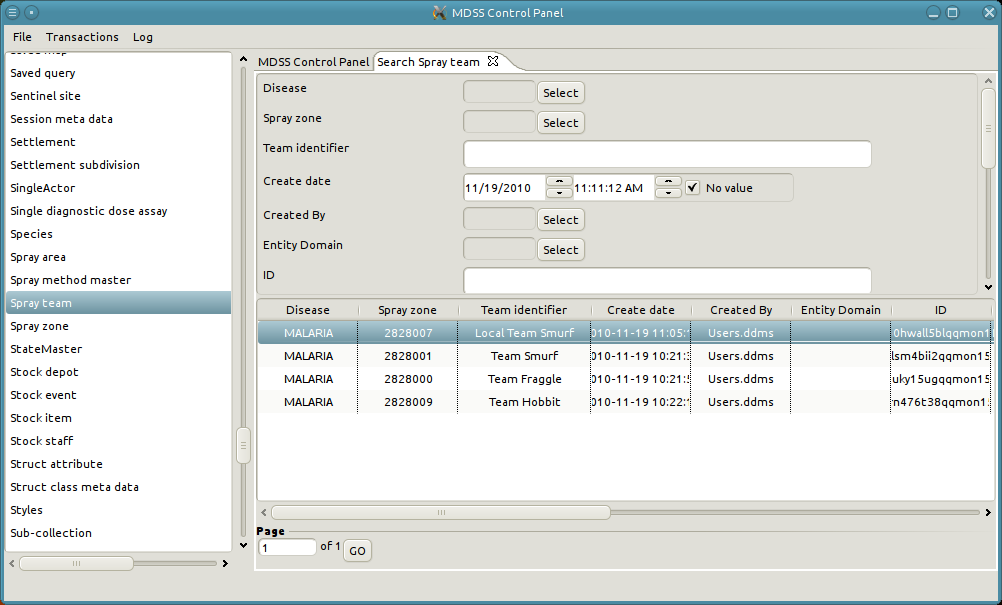 MDSS Control Panel
File Transactions Log
Saved query
Sentinel site
Session meta data
Settlement
Settlement subdivision
SingleActor
Single diagnostic dose assay
Species
Spray area
Spray method master
Spray team
Spray zone
StateMaster
Stock depot
Stock event
Stock item
Stock staff
Struct attribute
Struct class meta data
Styles
Sub-collection
MDSS Control Panel Search Spray team
Disease Select
Spray zone Select
Team identifier
Create date 11/19/2010 11:11:12 AM No value
Created By Select
Entity Domain Select
ID
Disease Spray zone Team identifier Create date Created By Entity Domain ID
MALARIA 2828007 Local Team Smurf 010-11-19 11:05: Users.ddms 0hwall5blqqmon1
MALARIA 2828001 Team Smurf 010-11-19 10:21: Users.ddms lsm4bii2qqmon15
MALARIA 2828000 Team Fraggle 010-11-19 10:21: Users.ddms uky15ugqqmon15
MALARIA 2828009 Team Hobbit 010-11-19 10:22: Users.ddms n476t38qqmon1
Page
1 of 1 GO